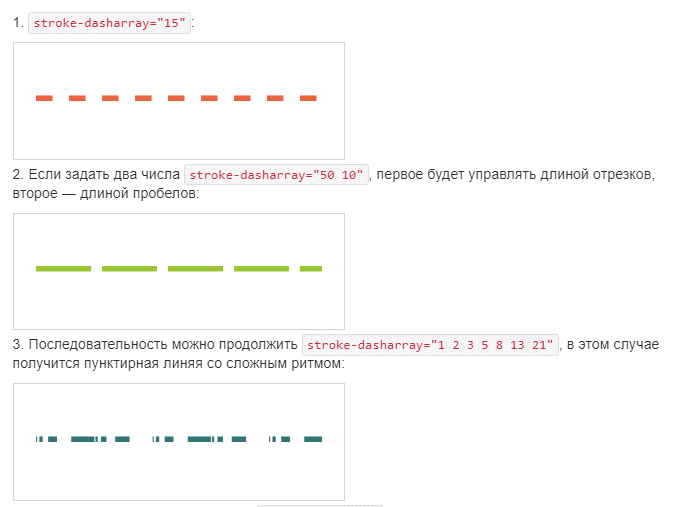 1. stroke-dasharray="15":
2. Если задать два числа stroke-dasharray="50 10", первое будет управлять длиной отрезков,
второе — длиной пробелов:
3. Последовательность можно продолжить stroke-dasharray="1 2 3 5 8 13 21", в этом случае
получится пунктирная линяя со сложным ритмом: